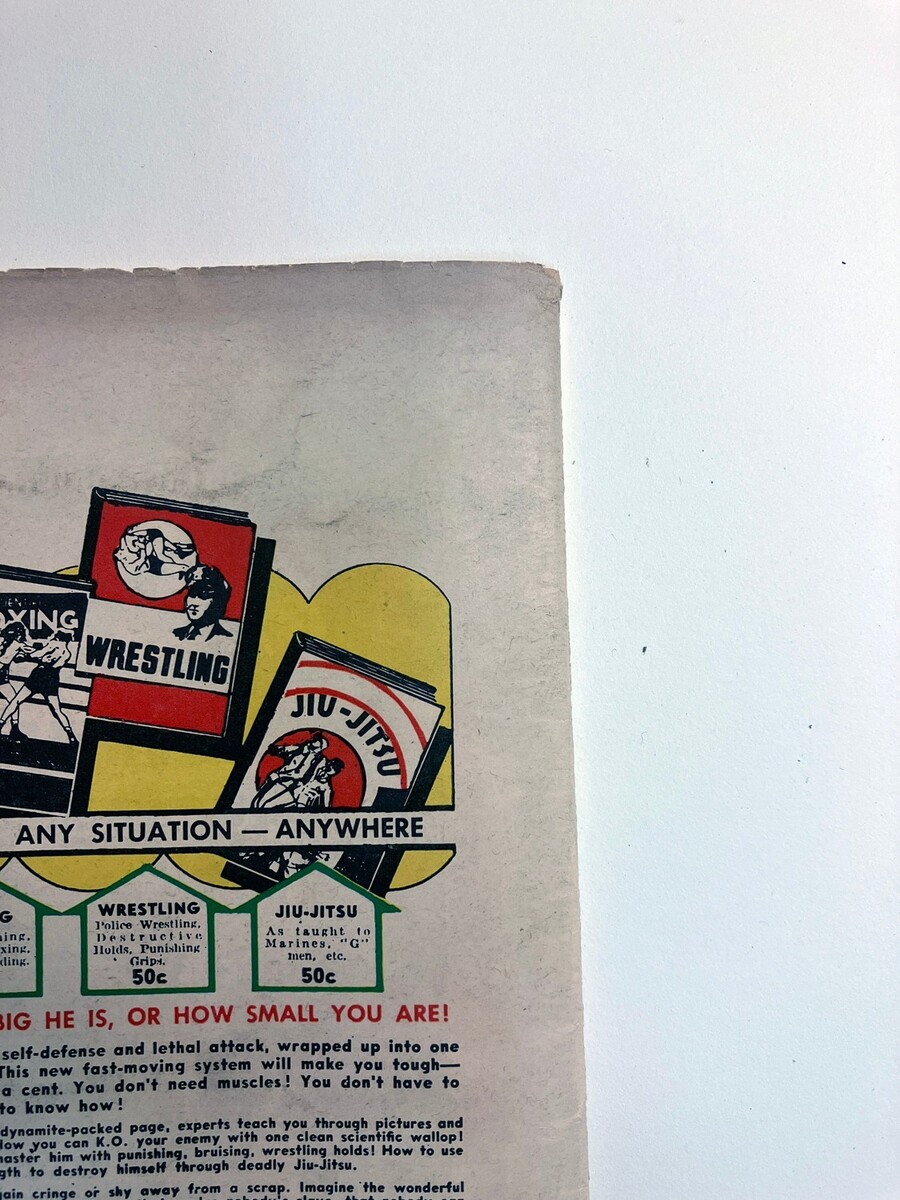 OXING
WRESTLING
JIU-JITSU
ANY SITUATION — ANYWHERE
G
ning.
xing.
ding.
WRESTLING
Police Wrestling,
Destructive
Holds, Punishing
Grips.
50c
JIU-JITSU
As taught to
Marines, "G"
men, etc.
50c
BIG HE IS, OR HOW SMALL YOU ARE!
self-defense and lethal attack, wrapped up into one
This new fast-moving system will make you tough—
a cent. You don't need muscles! You don't have to
to know how!
dynamite-packed page, experts teach you through pictures and
How you can K.O. your enemy with one clean scientific wallop!
master him with punishing, bruising, wrestling holds! How to use
gth to destroy himself through deadly Jiu-Jitsu.
gain cringe or shy away from a scrap. Imagine the wonderful